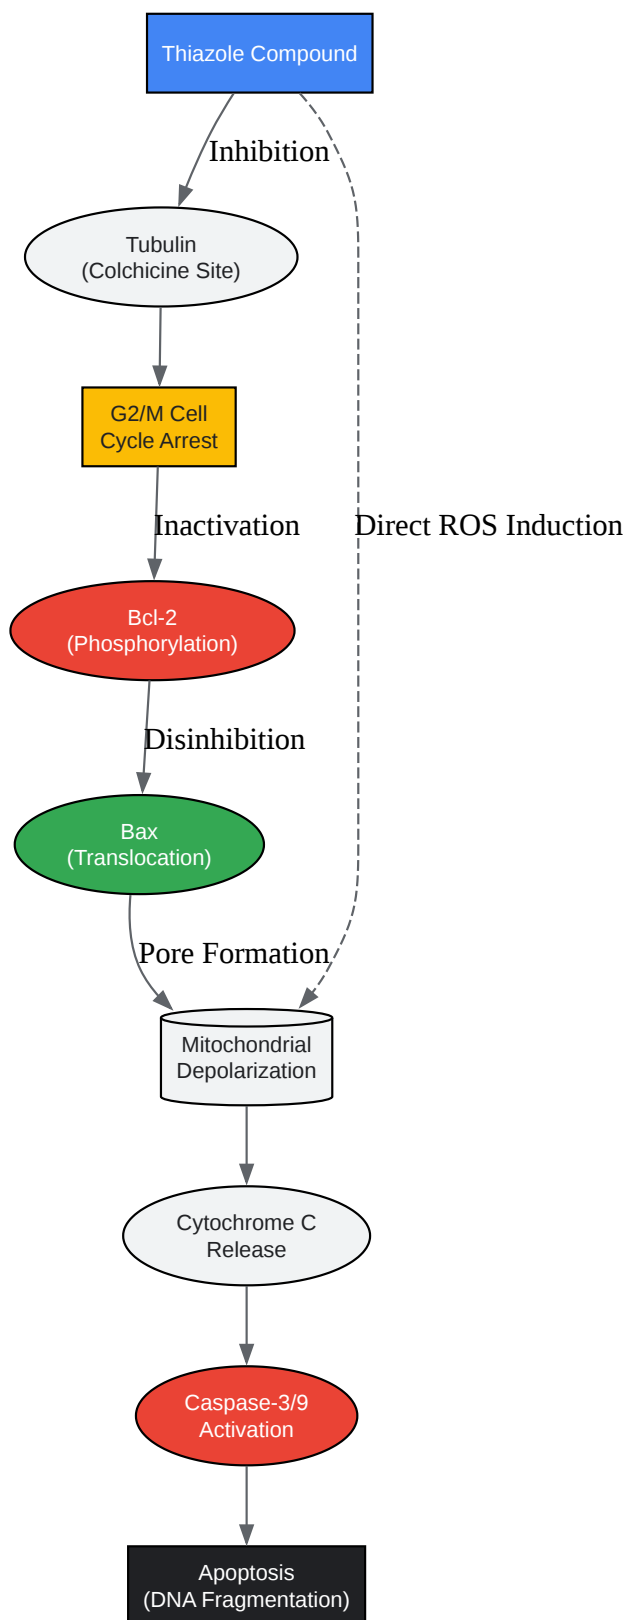 Thiazole Compound
Inhibition
Tubulin
(Colchicine Site)
G2/M Cell
Cycle Arrest
Inactivation
Direct ROS Induction
Bcl-2
(Phosphorylation)
Disinhibition
Bax
(Translocation)
Pore Formation
Mitochondrial
Depolarization
Cytochrome C
Release
Caspase-3/9
Activation
Apoptosis
(DNA Fragmentation)